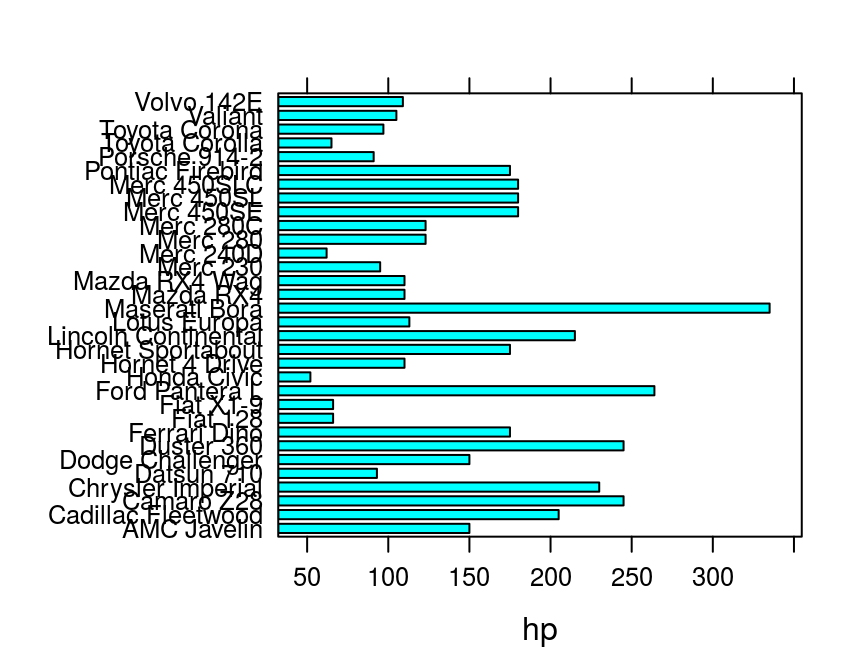 Volvo 142E
Valiant
Toyota Corona
Toyota Corolla
Porsche 914-2
Pontiac Firebird
Merc 450SLC
Merc 450SL
Merc 450SE
Merc 280C
Merc 280
Merc 240D
Merc 230
Mazda RX4 Wag
Mazda RX4
Maserati Bora
Lotus Europa
Lincoln Continental
Hornet Sportabout
Hornet 4 Drive
Honda Civic
Ford Pantera L
Fiat X1-9
Fiat 128
Ferrari Dino
Duster 360
Dodge Challenger
Datsun 710
Chrysler Imperial
Camaro Z28
Cadillac Fleetwood
AMC Javelin
50 100 150 200 250 300
hp